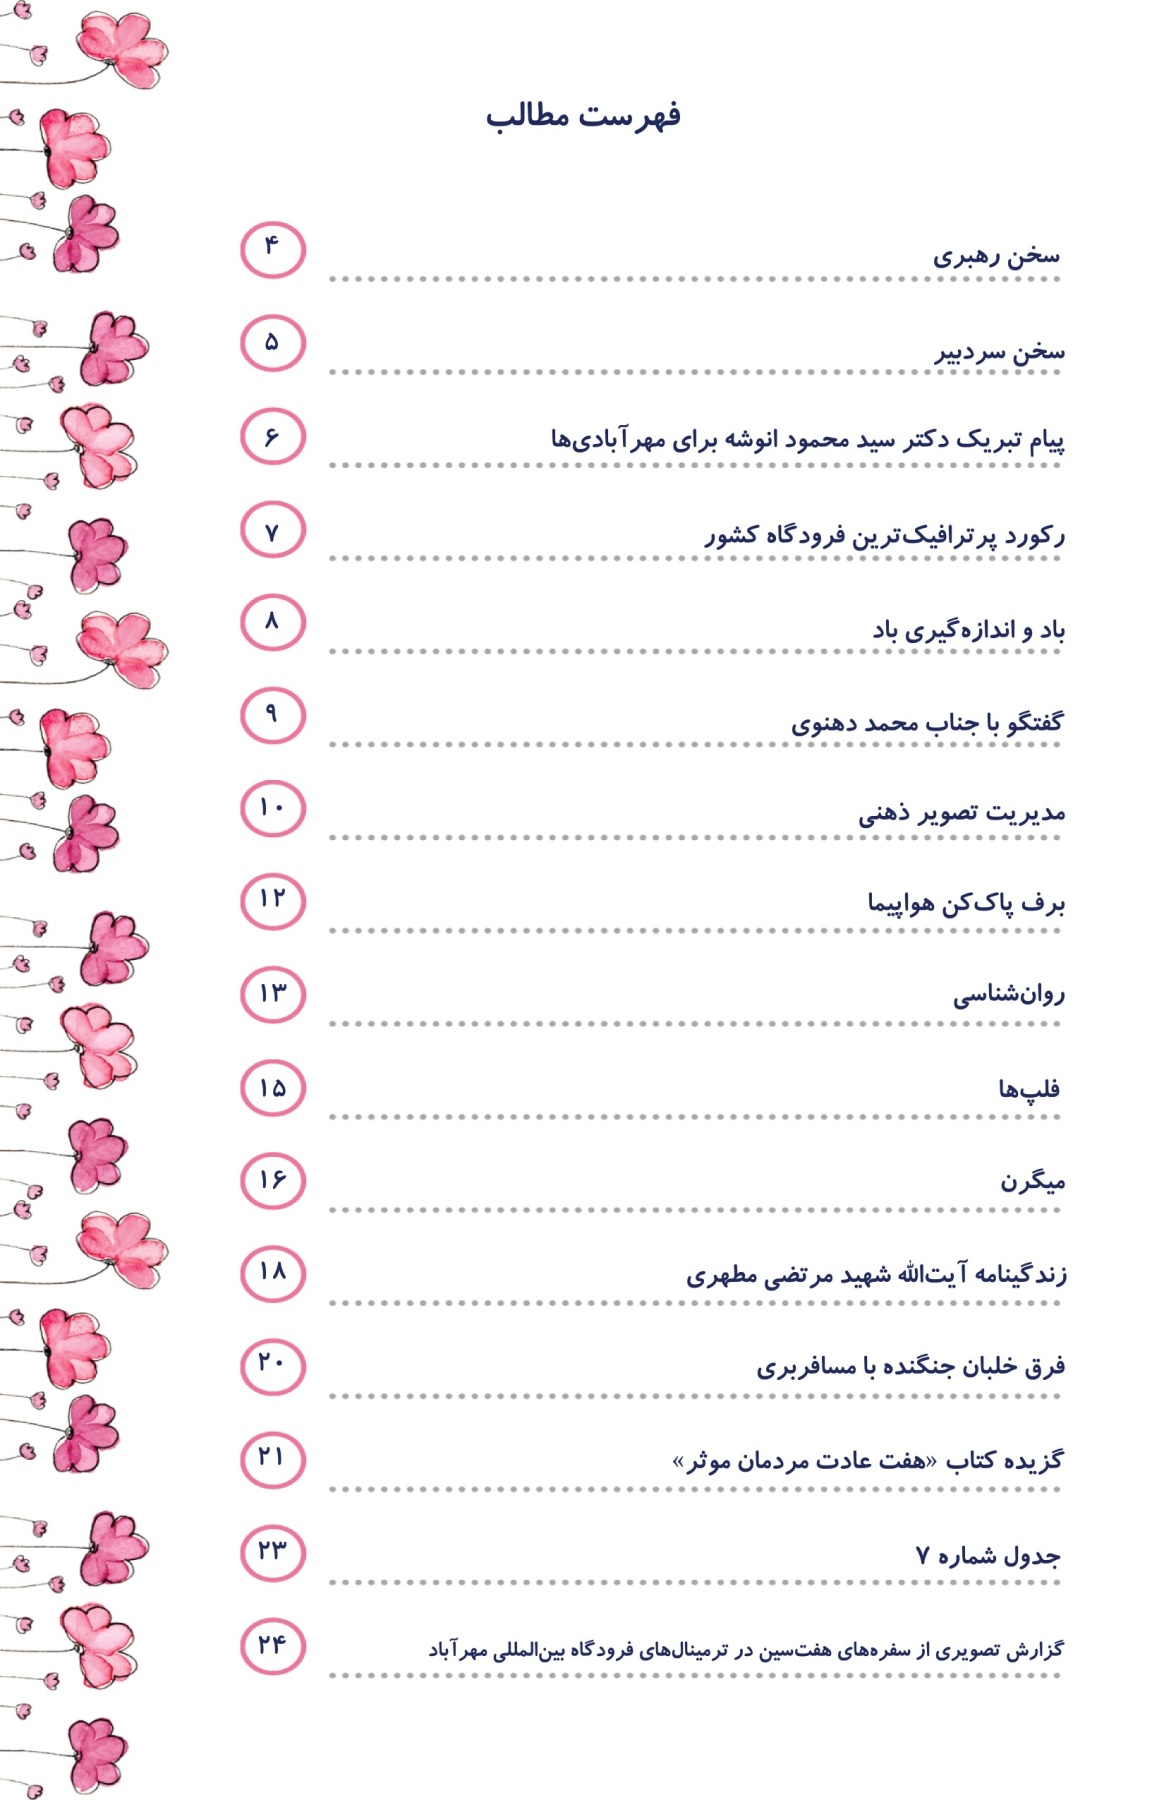 فهرست مطالب
سخن رهبری ۴
سخن سردبیر ۵
پیام تبریک دکتر سید محمود انوشه برای مهرآبادی‌ها ۶
رکورد پرترافیک‌ترین فرودگاه کشور ۷
باد و اندازه‌گیری باد ۸
گفتگو با جناب محمد دهنوی ۹
مدیریت تصویر ذهنی ۱۰
برف پاک‌کن هواپیما ۱۲
روان‌شناسی ۱۳
فلپ‌ها ۱۵
میگرن ۱۶
زندگینامه آیت‌الله شهید مرتضی مطهری ۱۸
فرق خلبان جنگنده با مسافربری ۲۰
گزیده کتاب «هفت عادت مردمان موثر» ۲۱
جدول شماره ۷ ۲۳
گزارش تصویری از سفره‌های هفت‌سین در ترمینال‌های فرودگاه بین‌المللی مهرآباد ۲۴